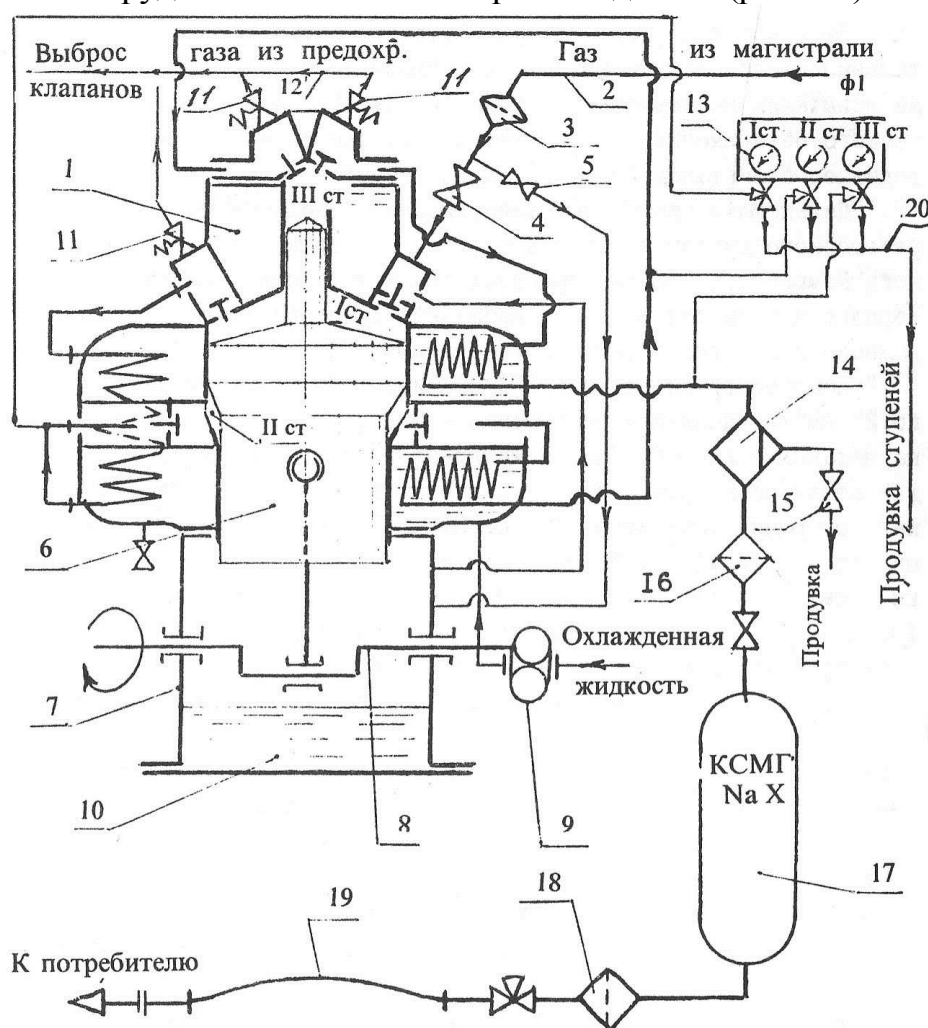 Выброс газа из предохр. Газ из магистрали
клапанов
11 12 11 2 ф1
13 Iст II ст III ст
3
1 5
III ст 4
11 20
Iст
14
II ст
15
6 16
Продувка
Продувка ступеней
Охлажденная
жидкость
7
КСМГ
Na X
10 8 9
17
18
19
К потребителю